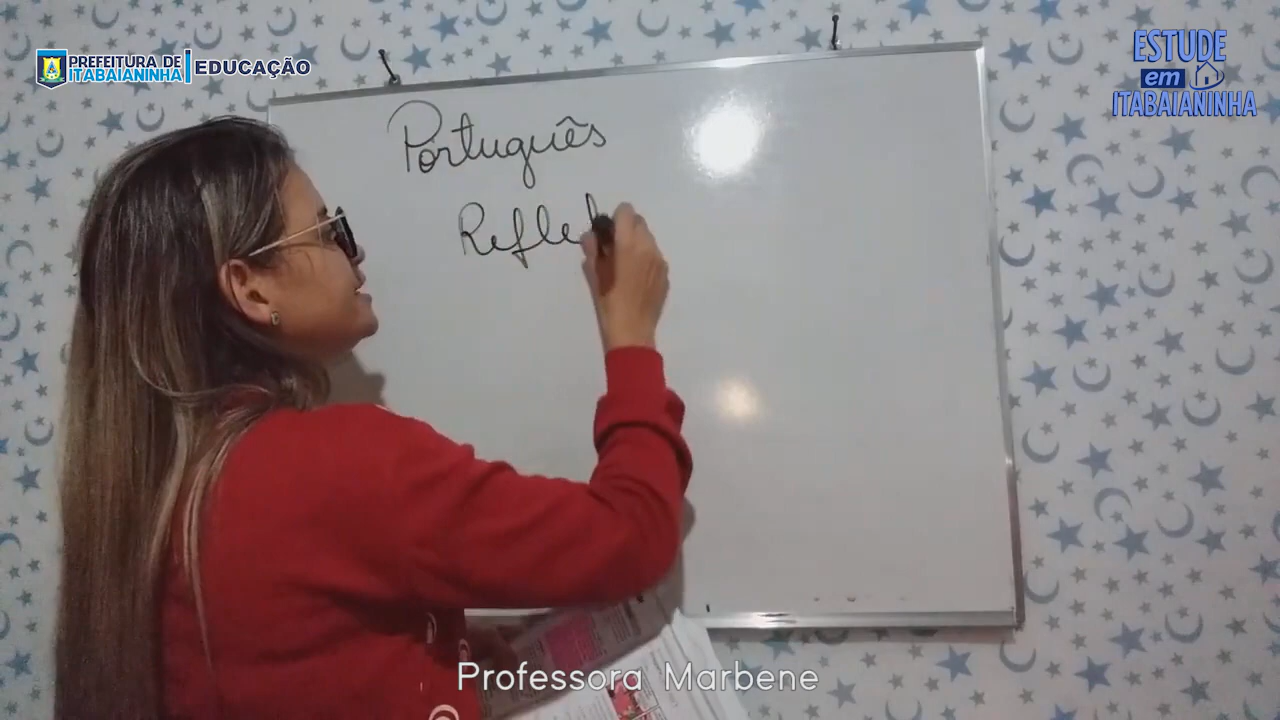 PREFEITURA DE
ITABAIANINHA
EDUCAÇÃO
ESTUDE
em
ITABAIANINHA
Português
Professora Marbene